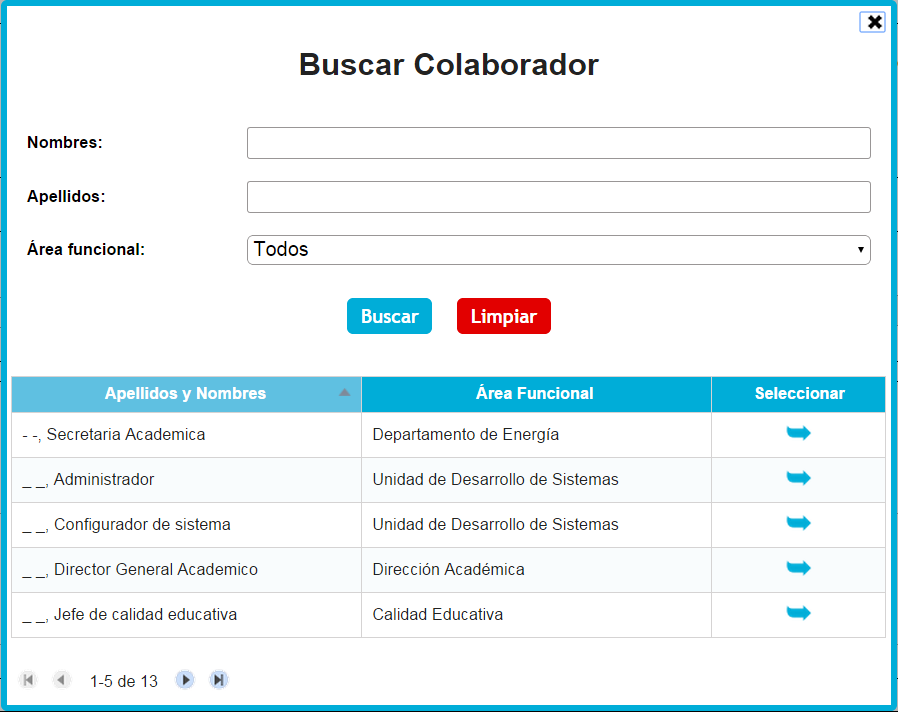 Buscar Colaborador
Nombres:
Apellidos:
Área funcional:
Todos
Buscar Limpiar
Apellidos y Nombres Área Funcional Seleccionar
- -, Secretaria Academica Departamento de Energía
_ _, Administrador Unidad de Desarrollo de Sistemas
_ _, Configurador de sistema Unidad de Desarrollo de Sistemas
_ _, Director General Academico Dirección Académica
_ _, Jefe de calidad educativa Calidad Educativa
1-5 de 13